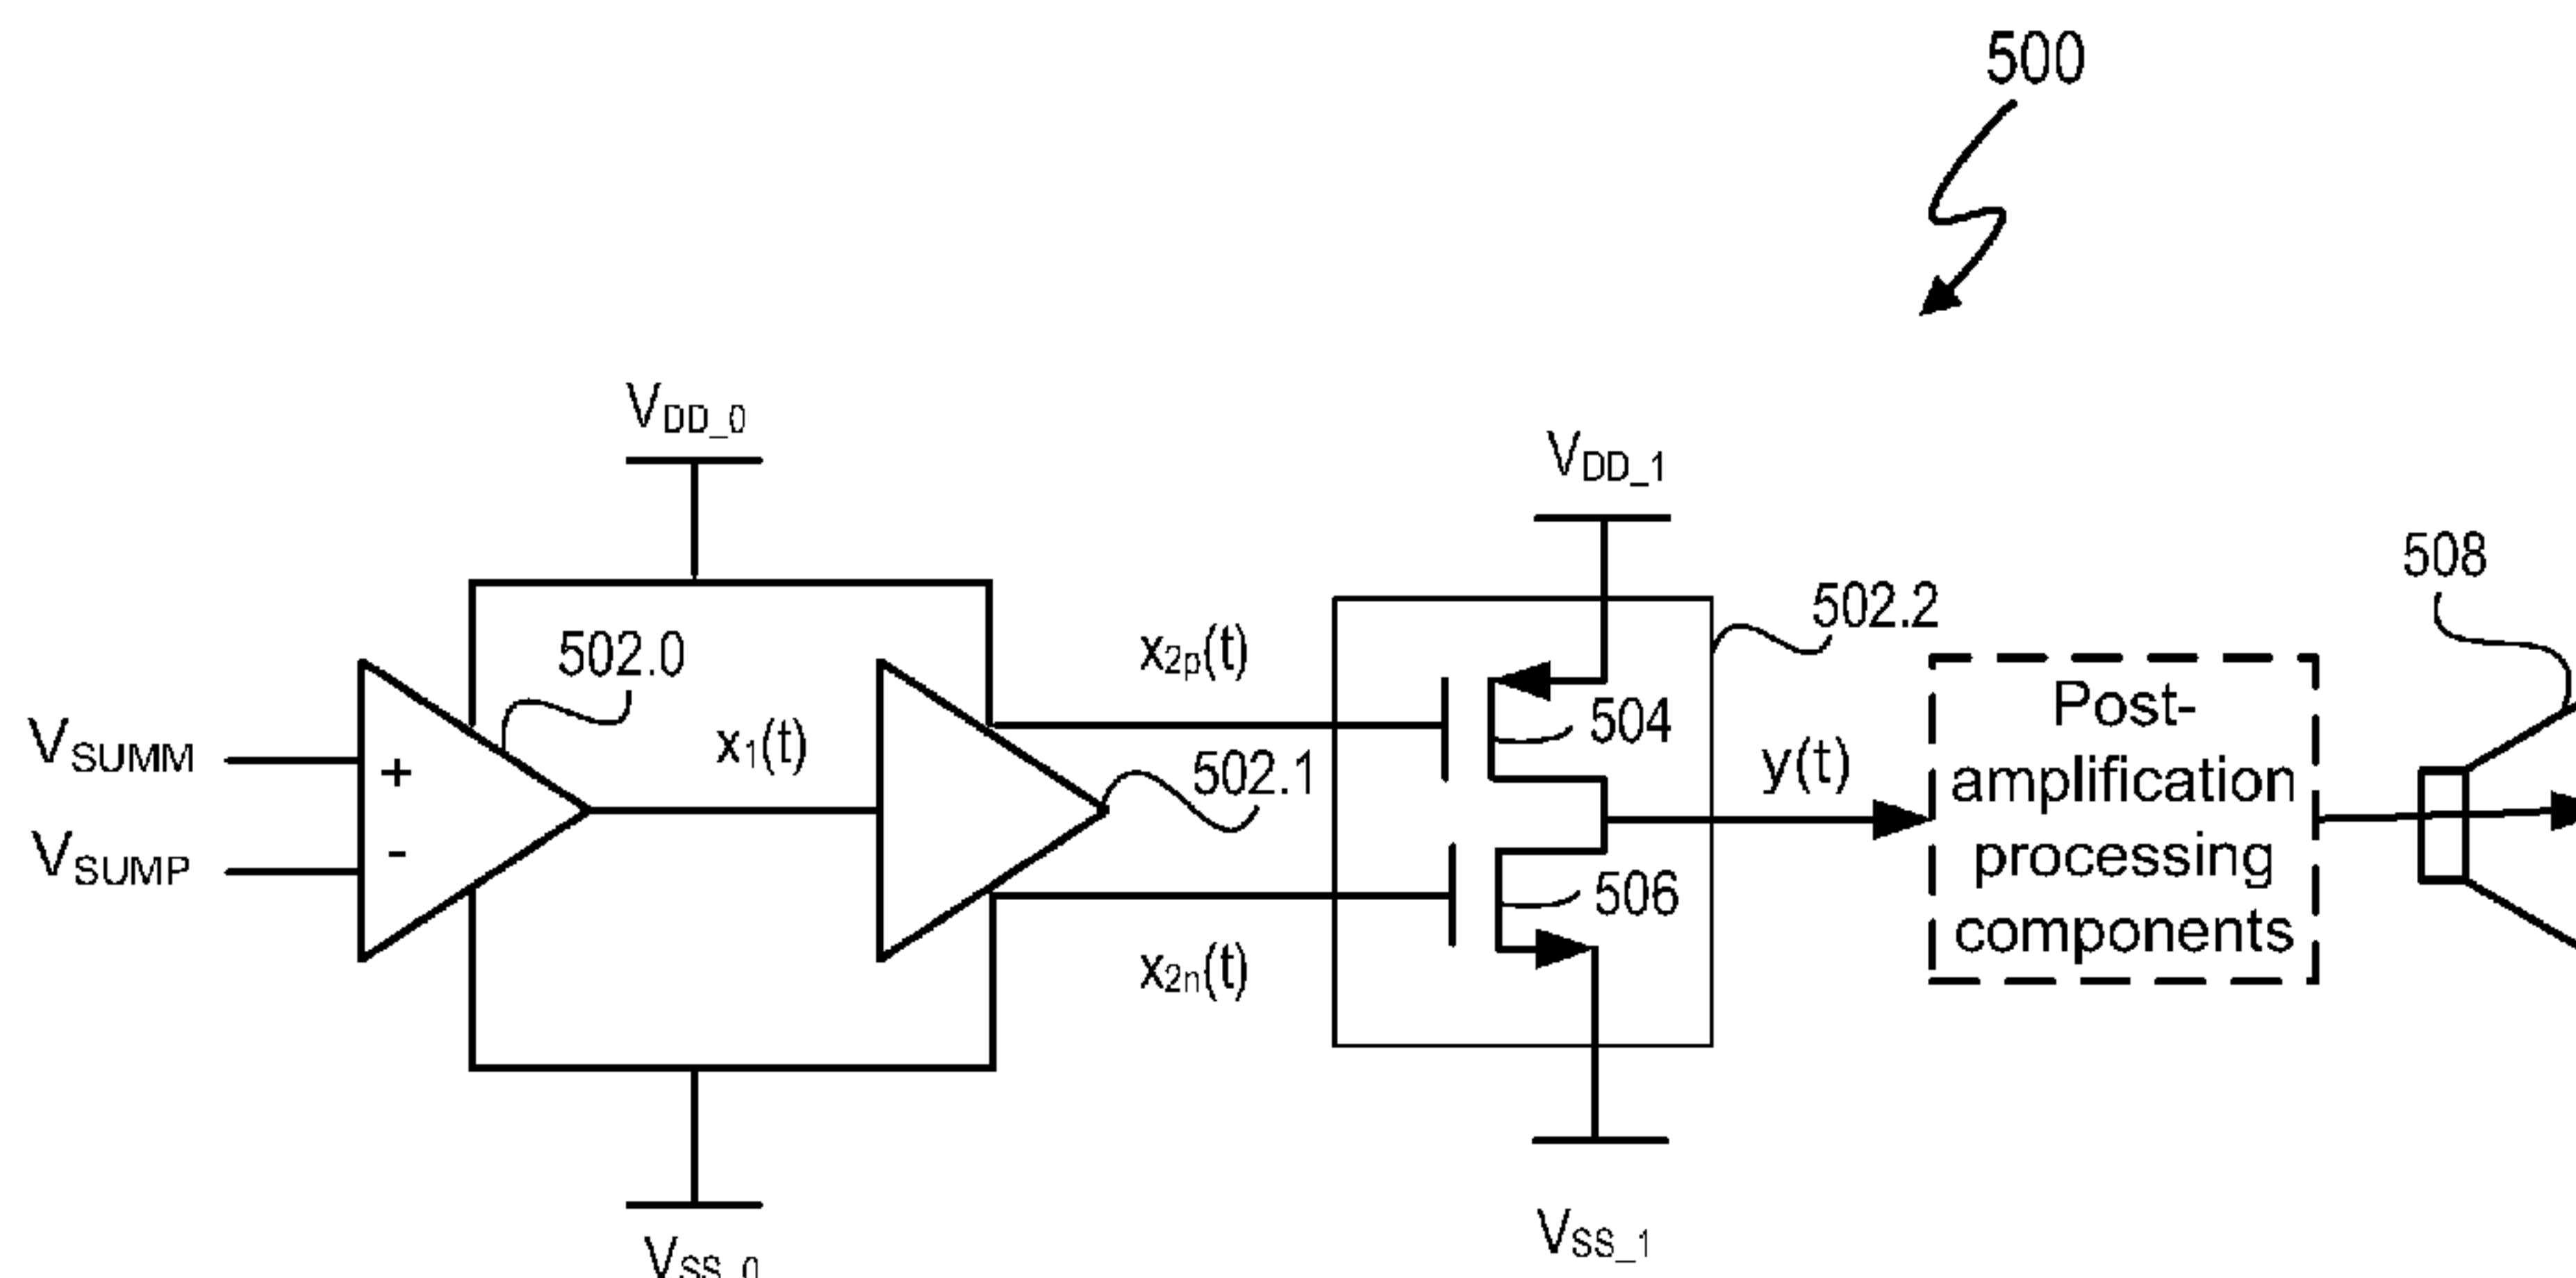 500
V_DD_0
V_DD_1
508
502.2
502.0
x_2p(t)
V_SUMM
+
x_1(t)
504
502.1
y(t)
Post-
amplification
processing
components
V_SUMP
-
506
x_2n(t)
V_SS_1
V_SS_0